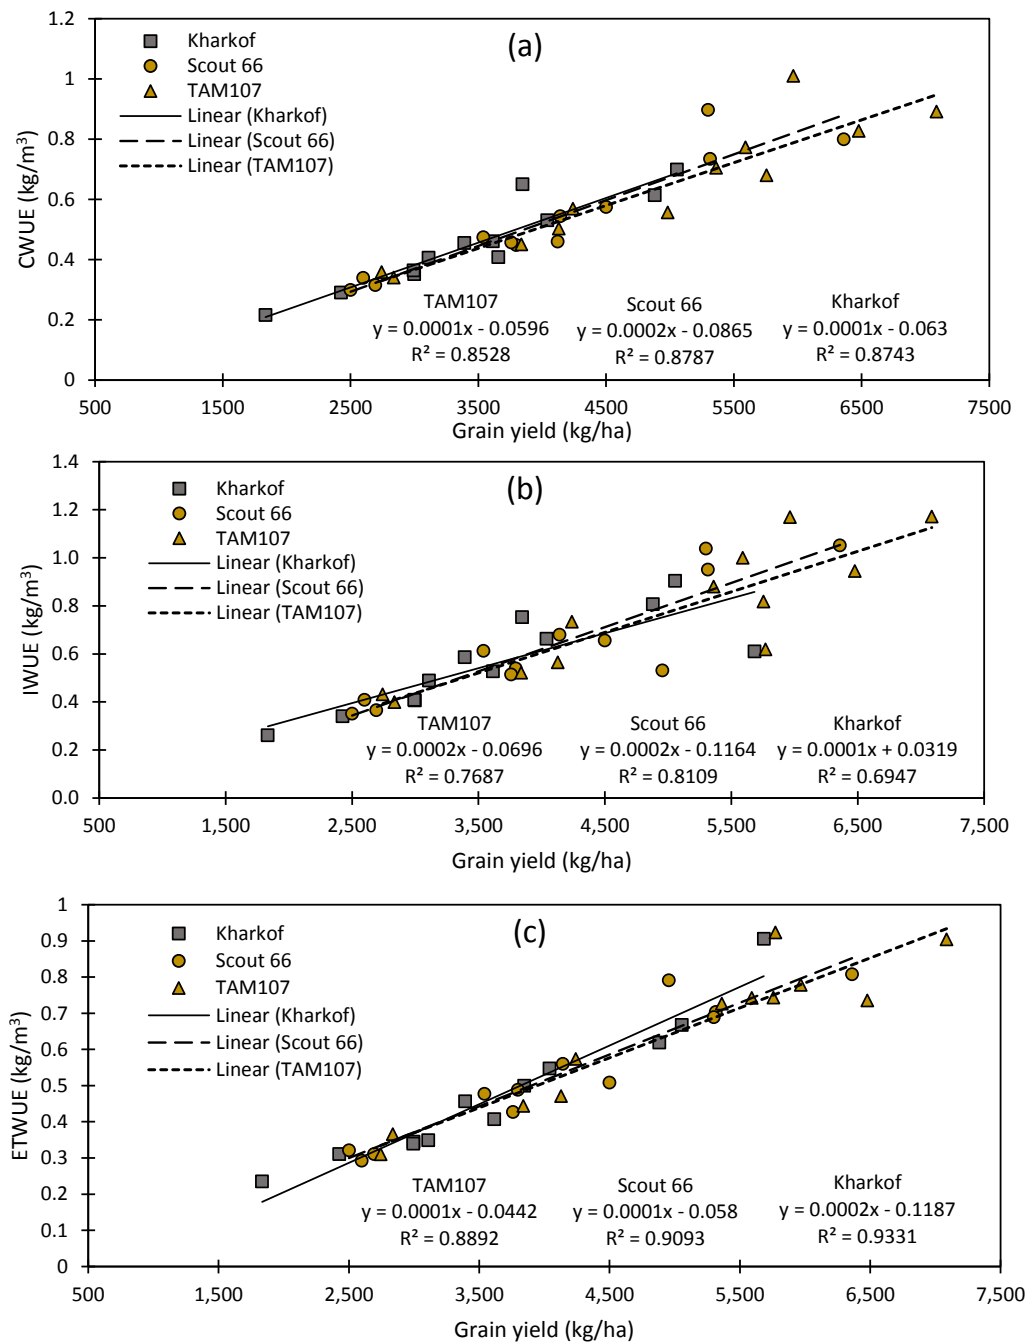 (a)
Kharkof
Scout 66
TAM107
Linear (Kharkof)
Linear (Scout 66)
Linear (TAM107)
1.2
1
0.8
0.6
0.4
0.2
0
CWUE (kg/m³)
TAM107
y = 0.0001x - 0.0596
R² = 0.8528
Scout 66
y = 0.0002x - 0.0865
R² = 0.8787
Kharkof
y = 0.0001x - 0.063
R² = 0.8743
500 1500 2500 3500 4500 5500 6500 7500
Grain yield (kg/ha)
(b)
Kharkof
Scout 66
TAM107
Linear (Kharkof)
Linear (Scout 66)
Linear (TAM107)
1.4
1.2
1.0
0.8
0.6
0.4
0.2
0.0
IWUE (kg/m³)
TAM107
y = 0.0002x - 0.0696
R² = 0.7687
Scout 66
y = 0.0002x - 0.1164
R² = 0.8109
Kharkof
y = 0.0001x + 0.0319
R² = 0.6947
500 1,500 2,500 3,500 4,500 5,500 6,500 7,500
Grain yield (kg/ha)
(c)
Kharkof
Scout 66
TAM107
Linear (Kharkof)
Linear (Scout 66)
Linear (TAM107)
1
0.9
0.8
0.7
0.6
0.5
0.4
0.3
0.2
0.1
0
ETWUE (kg/m³)
TAM107
y = 0.0001x - 0.0442
R² = 0.8892
Scout 66
y = 0.0001x - 0.058
R² = 0.9093
Kharkof
y = 0.0002x - 0.1187
R² = 0.9331
500 1,500 2,500 3,500 4,500 5,500 6,500 7,500
Grain yield (kg/ha)